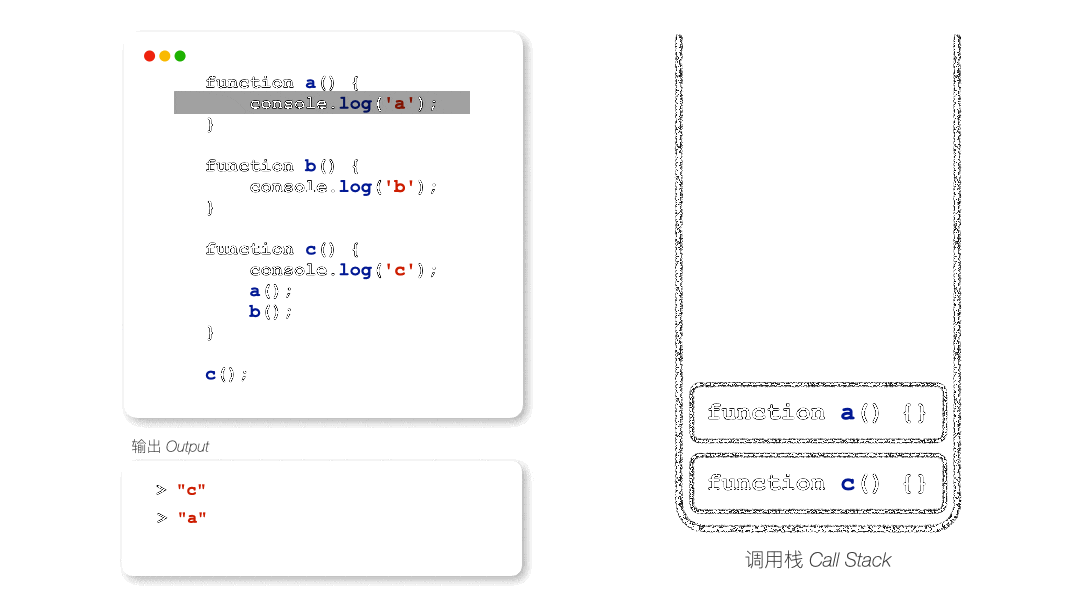 function a() {
    console.log('a');
}
function b() {
    console.log('b');
}
function c() {
    console.log('c');
    a();
    b();
}
c();
输出 Output
> "c"
> "a"
function a() {}
function c() {}
调用栈 Call Stack